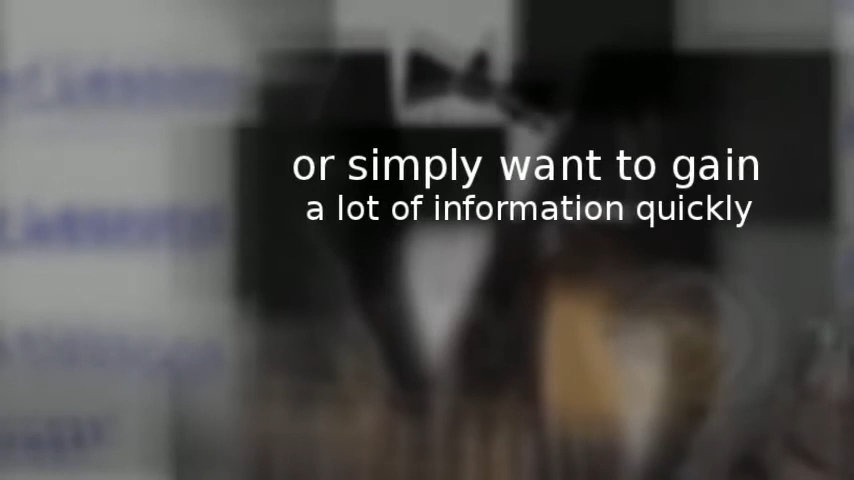 or simply want to gain
a lot of information quickly